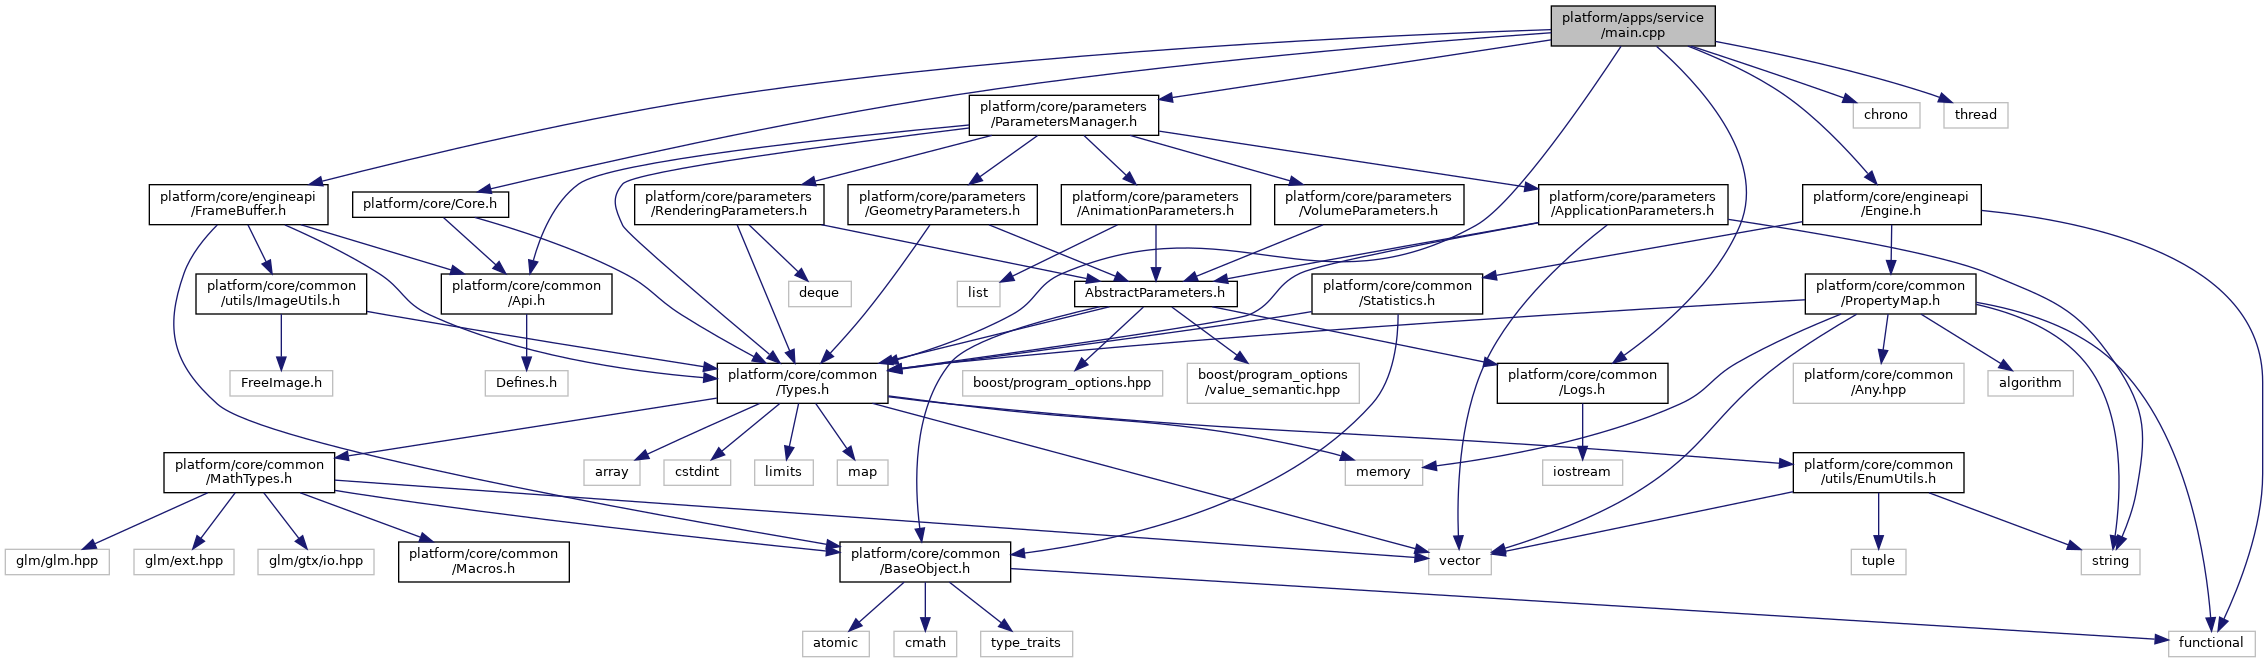 platform/apps/service
/main.cpp
platform/core/parameters
/ParametersManager.h
chrono
thread
platform/core/engineapi
/FrameBuffer.h
platform/core/Core.h
platform/core/parameters
/RenderingParameters.h
platform/core/parameters
/GeometryParameters.h
platform/core/parameters
/AnimationParameters.h
platform/core/parameters
/VolumeParameters.h
platform/core/parameters
/ApplicationParameters.h
platform/core/engineapi
/Engine.h
platform/core/common
/utils/ImageUtils.h
platform/core/common
/Api.h
deque
list
AbstractParameters.h
platform/core/common
/Statistics.h
platform/core/common
/PropertyMap.h
FreeImage.h
Defines.h
platform/core/common
/Types.h
boost/program_options.hpp
boost/program_options
/value_semantic.hpp
platform/core/common
/Logs.h
platform/core/common
/Any.hpp
algorithm
platform/core/common
/MathTypes.h
array
cstdint
limits
map
memory
iostream
platform/core/common
/utils/EnumUtils.h
glm/glm.hpp
glm/ext.hpp
glm/gtx/io.hpp
platform/core/common
/Macros.h
platform/core/common
/BaseObject.h
vector
tuple
string
atomic
cmath
type_traits
functional